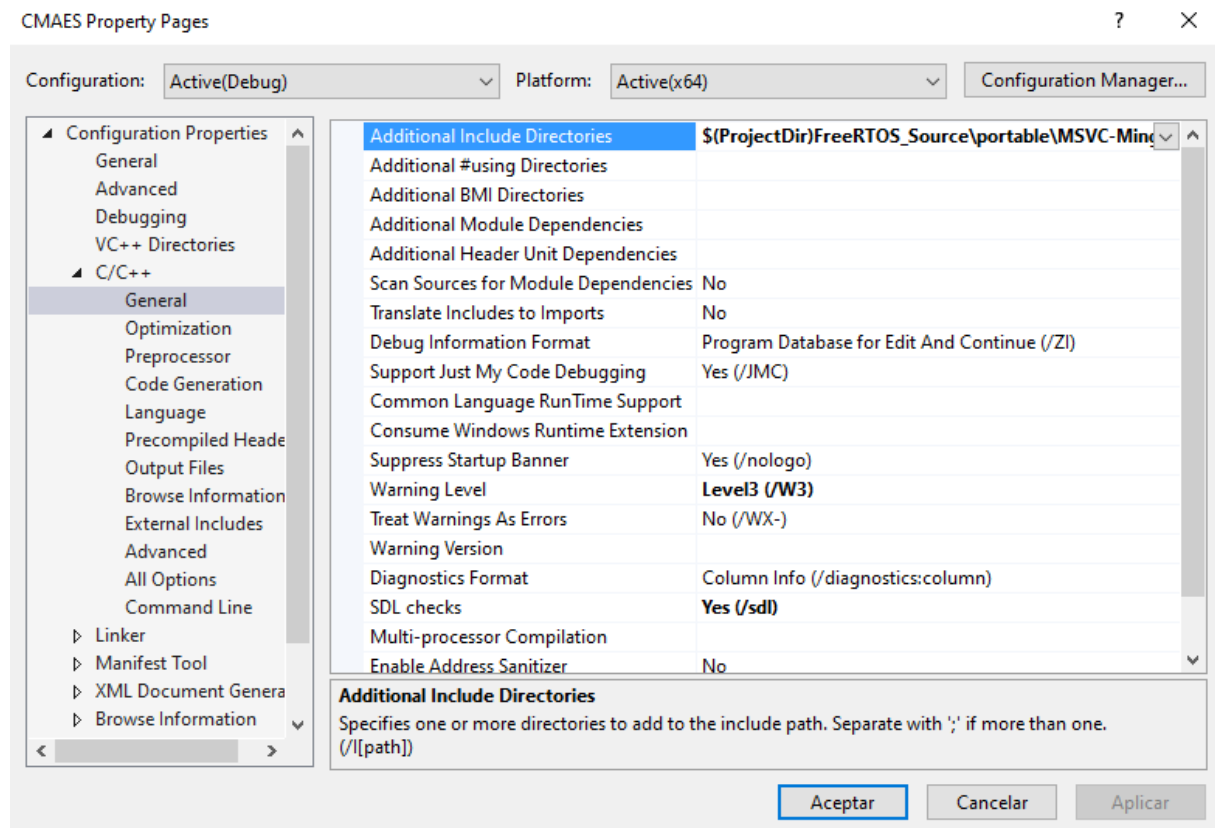 CMAES Property Pages
? ×
Configuration: Active(Debug) Platform: Active(x64) Configuration Manager...
Configuration Properties
General
Advanced
Debugging
VC++ Directories
C/C++
General
Optimization
Preprocessor
Code Generation
Language
Precompiled Heade
Output Files
Browse Information
External Includes
Advanced
All Options
Command Line
Linker
Manifest Tool
XML Document Genera
Browse Information
Additional Include Directories $(ProjectDir)FreeRTOS_Source\portable\MSVC-Ming
Additional #using Directories
Additional BMI Directories
Additional Module Dependencies
Additional Header Unit Dependencies
Scan Sources for Module Dependencies No
Translate Includes to Imports No
Debug Information Format Program Database for Edit And Continue (/ZI)
Support Just My Code Debugging Yes (/JMC)
Common Language RunTime Support
Consume Windows Runtime Extension
Suppress Startup Banner Yes (/nologo)
Warning Level Level3 (/W3)
Treat Warnings As Errors No (/WX-)
Warning Version
Diagnostics Format Column Info (/diagnostics:column)
SDL checks Yes (/sdl)
Multi-processor Compilation
Enable Address Sanitizer No
Additional Include Directories
Specifies one or more directories to add to the include path. Separate with ';' if more than one.
(/I[path])
Aceptar Cancelar Aplicar